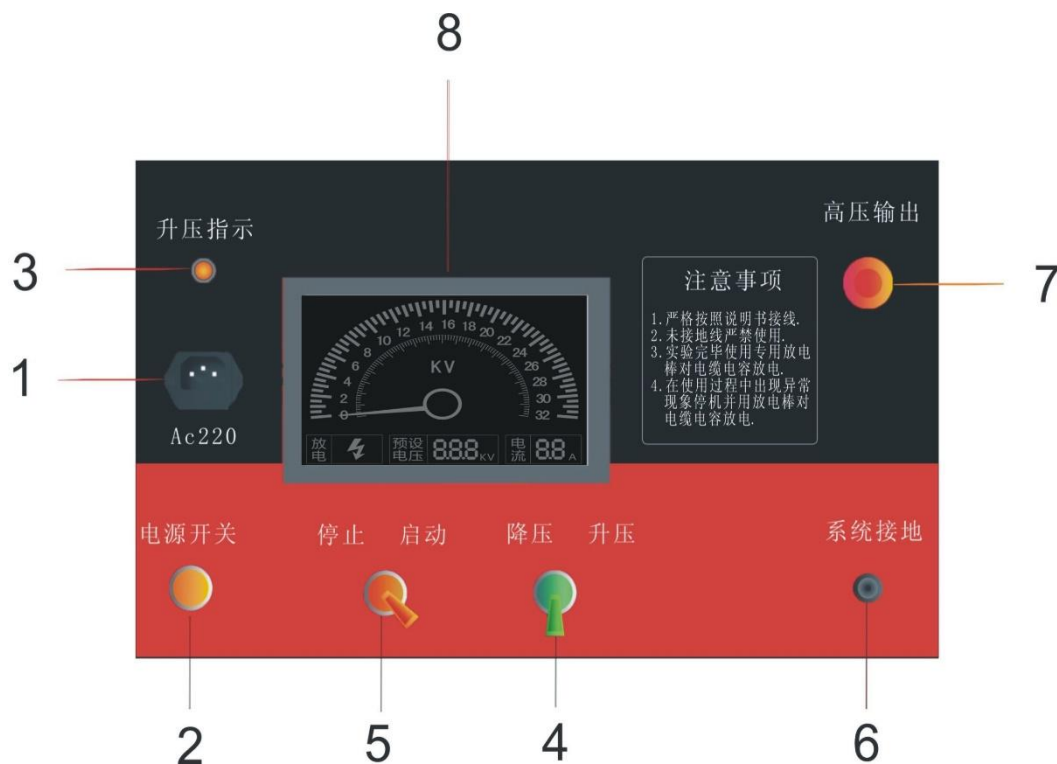 8
升压指示
高压输出
3
7
1
Ac220
0 2 4 6 8 10 12 14 16 18 20 22 24 26 28 30 32
KV
放电
预设电压 888 KV
电流 88 A
注意事项
1.严格按照说明书接线.
2.未接地线严禁使用.
3.实验完毕使用专用放电
棒对电缆电容放电.
4.在使用过程中出现异常
现象停机并用放电棒对
电缆电容放电.
电源开关
停止 启动
降压 升压
系统接地
2
5
4
6